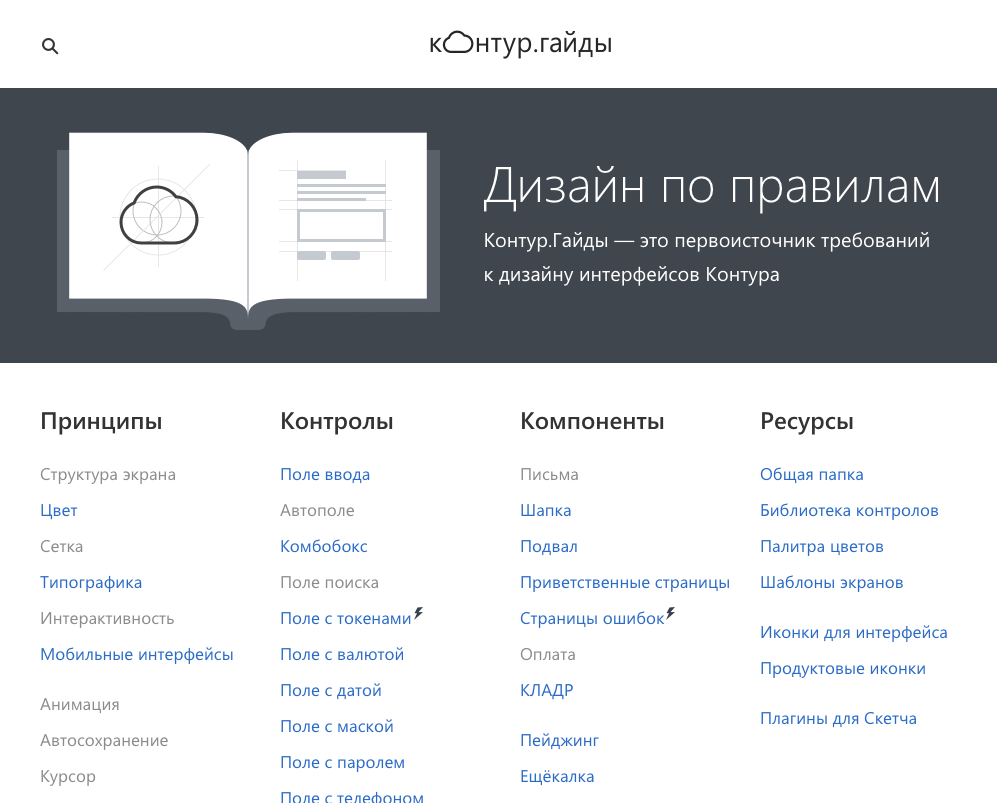 контур.гайды
Дизайн по правилам
Контур.Гайды — это первоисточник требований
к дизайну интерфейсов Контура
Принципы
Структура экрана
Цвет
Сетка
Типографика
Интерактивность
Мобильные интерфейсы
Анимация
Автосохранение
Курсор
Контролы
Поле ввода
Автополе
Комбобокс
Поле поиска
Поле с токенами
Поле с валютой
Поле с датой
Поле с маской
Поле с паролем
Поле с телефоном
Компоненты
Письма
Шапка
Подвал
Приветственные страницы
Страницы ошибок
Оплата
КЛАДР
Пейджинг
Ещёкалка
Ресурсы
Общая папка
Библиотека контролов
Палитра цветов
Шаблоны экранов
Иконки для интерфейса
Продуктовые иконки
Плагины для Скетча